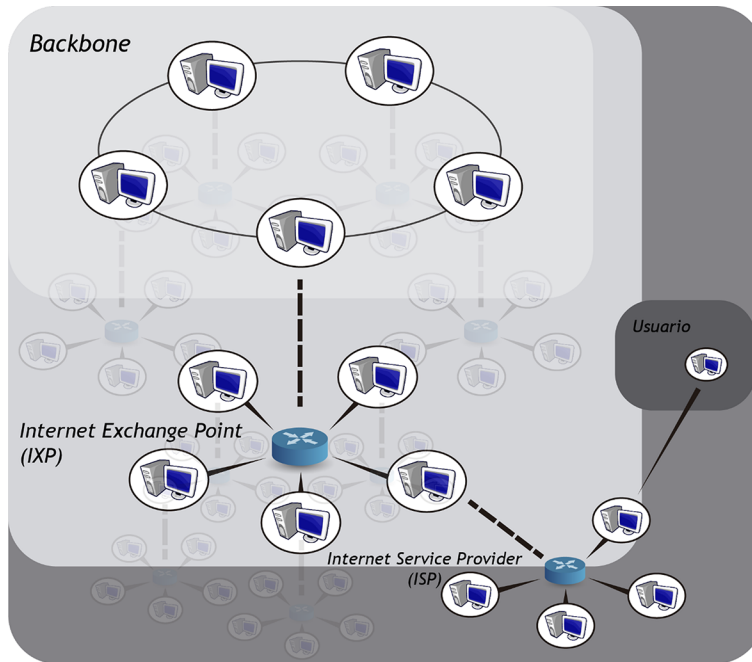 Backbone
Usuario
Internet Exchange Point
(IXP)
Internet Service Provider
(ISP)